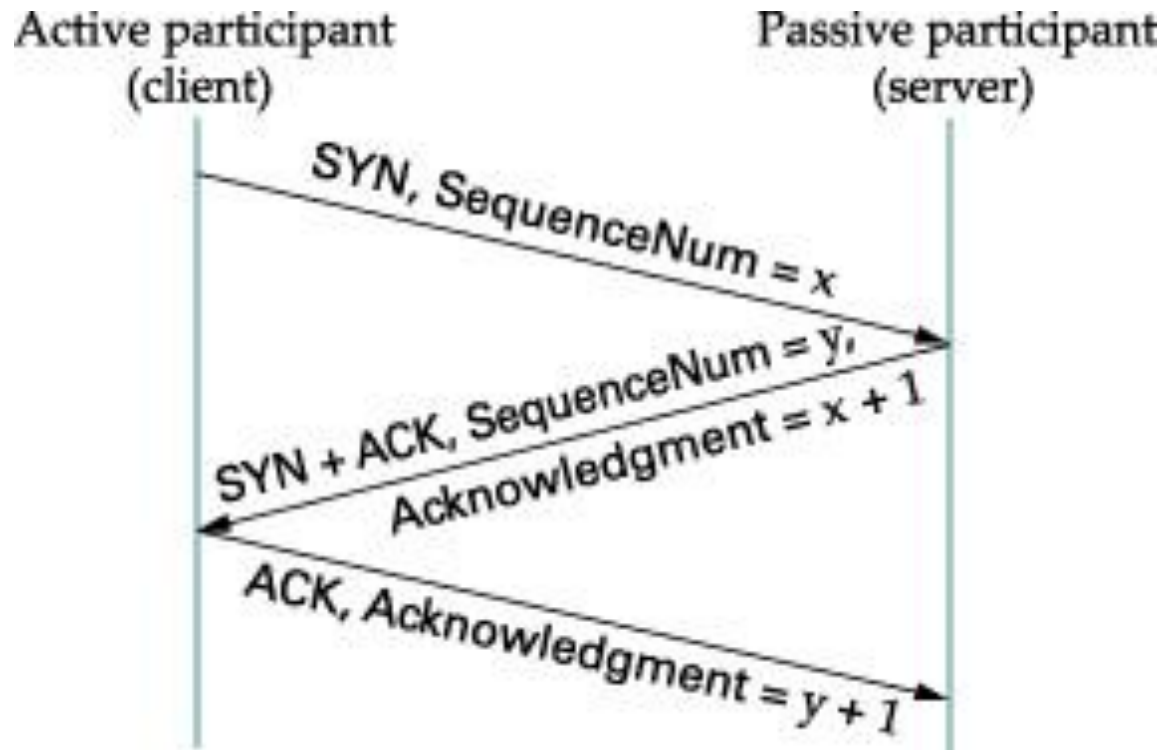 Active participant
(client)
Passive participant
(server)
SYN, SequenceNum = x
SYN + ACK, SequenceNum = y,
Acknowledgment = x + 1
ACK, Acknowledgment = y + 1